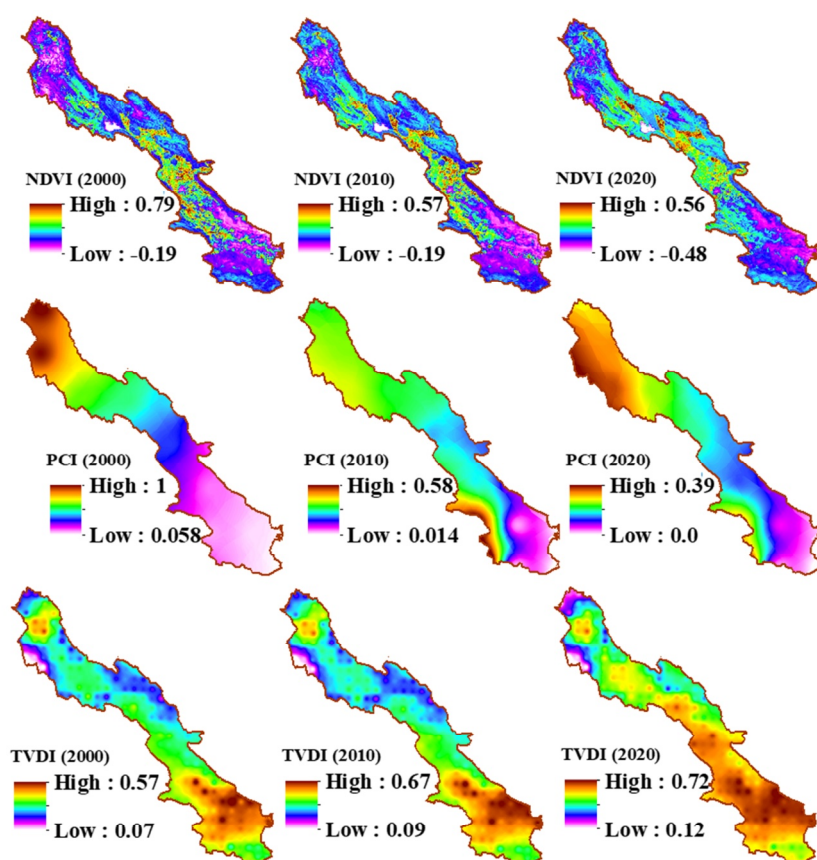 NDVI (2000)
High : 0.79
Low : -0.19
NDVI (2010)
High : 0.57
Low : -0.19
NDVI (2020)
High : 0.56
Low : -0.48
PCI (2000)
High : 1
Low : 0.058
PCI (2010)
High : 0.58
Low : 0.014
PCI (2020)
High : 0.39
Low : 0.0
TVDI (2000)
High : 0.57
Low : 0.07
TVDI (2010)
High : 0.67
Low : 0.09
TVDI (2020)
High : 0.72
Low : 0.12